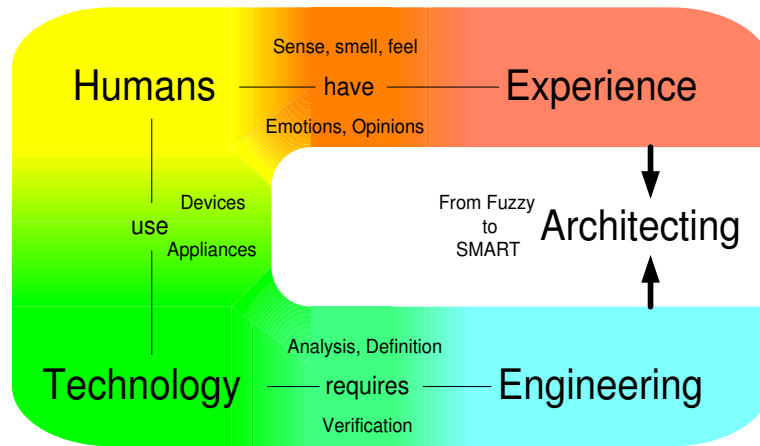 Sense, smell, feel
Humans have Experience
Emotions, Opinions
Devices
use
Appliances
From Fuzzy
to
SMART
Architecting
Analysis, Definition
Technology requires Engineering
Verification